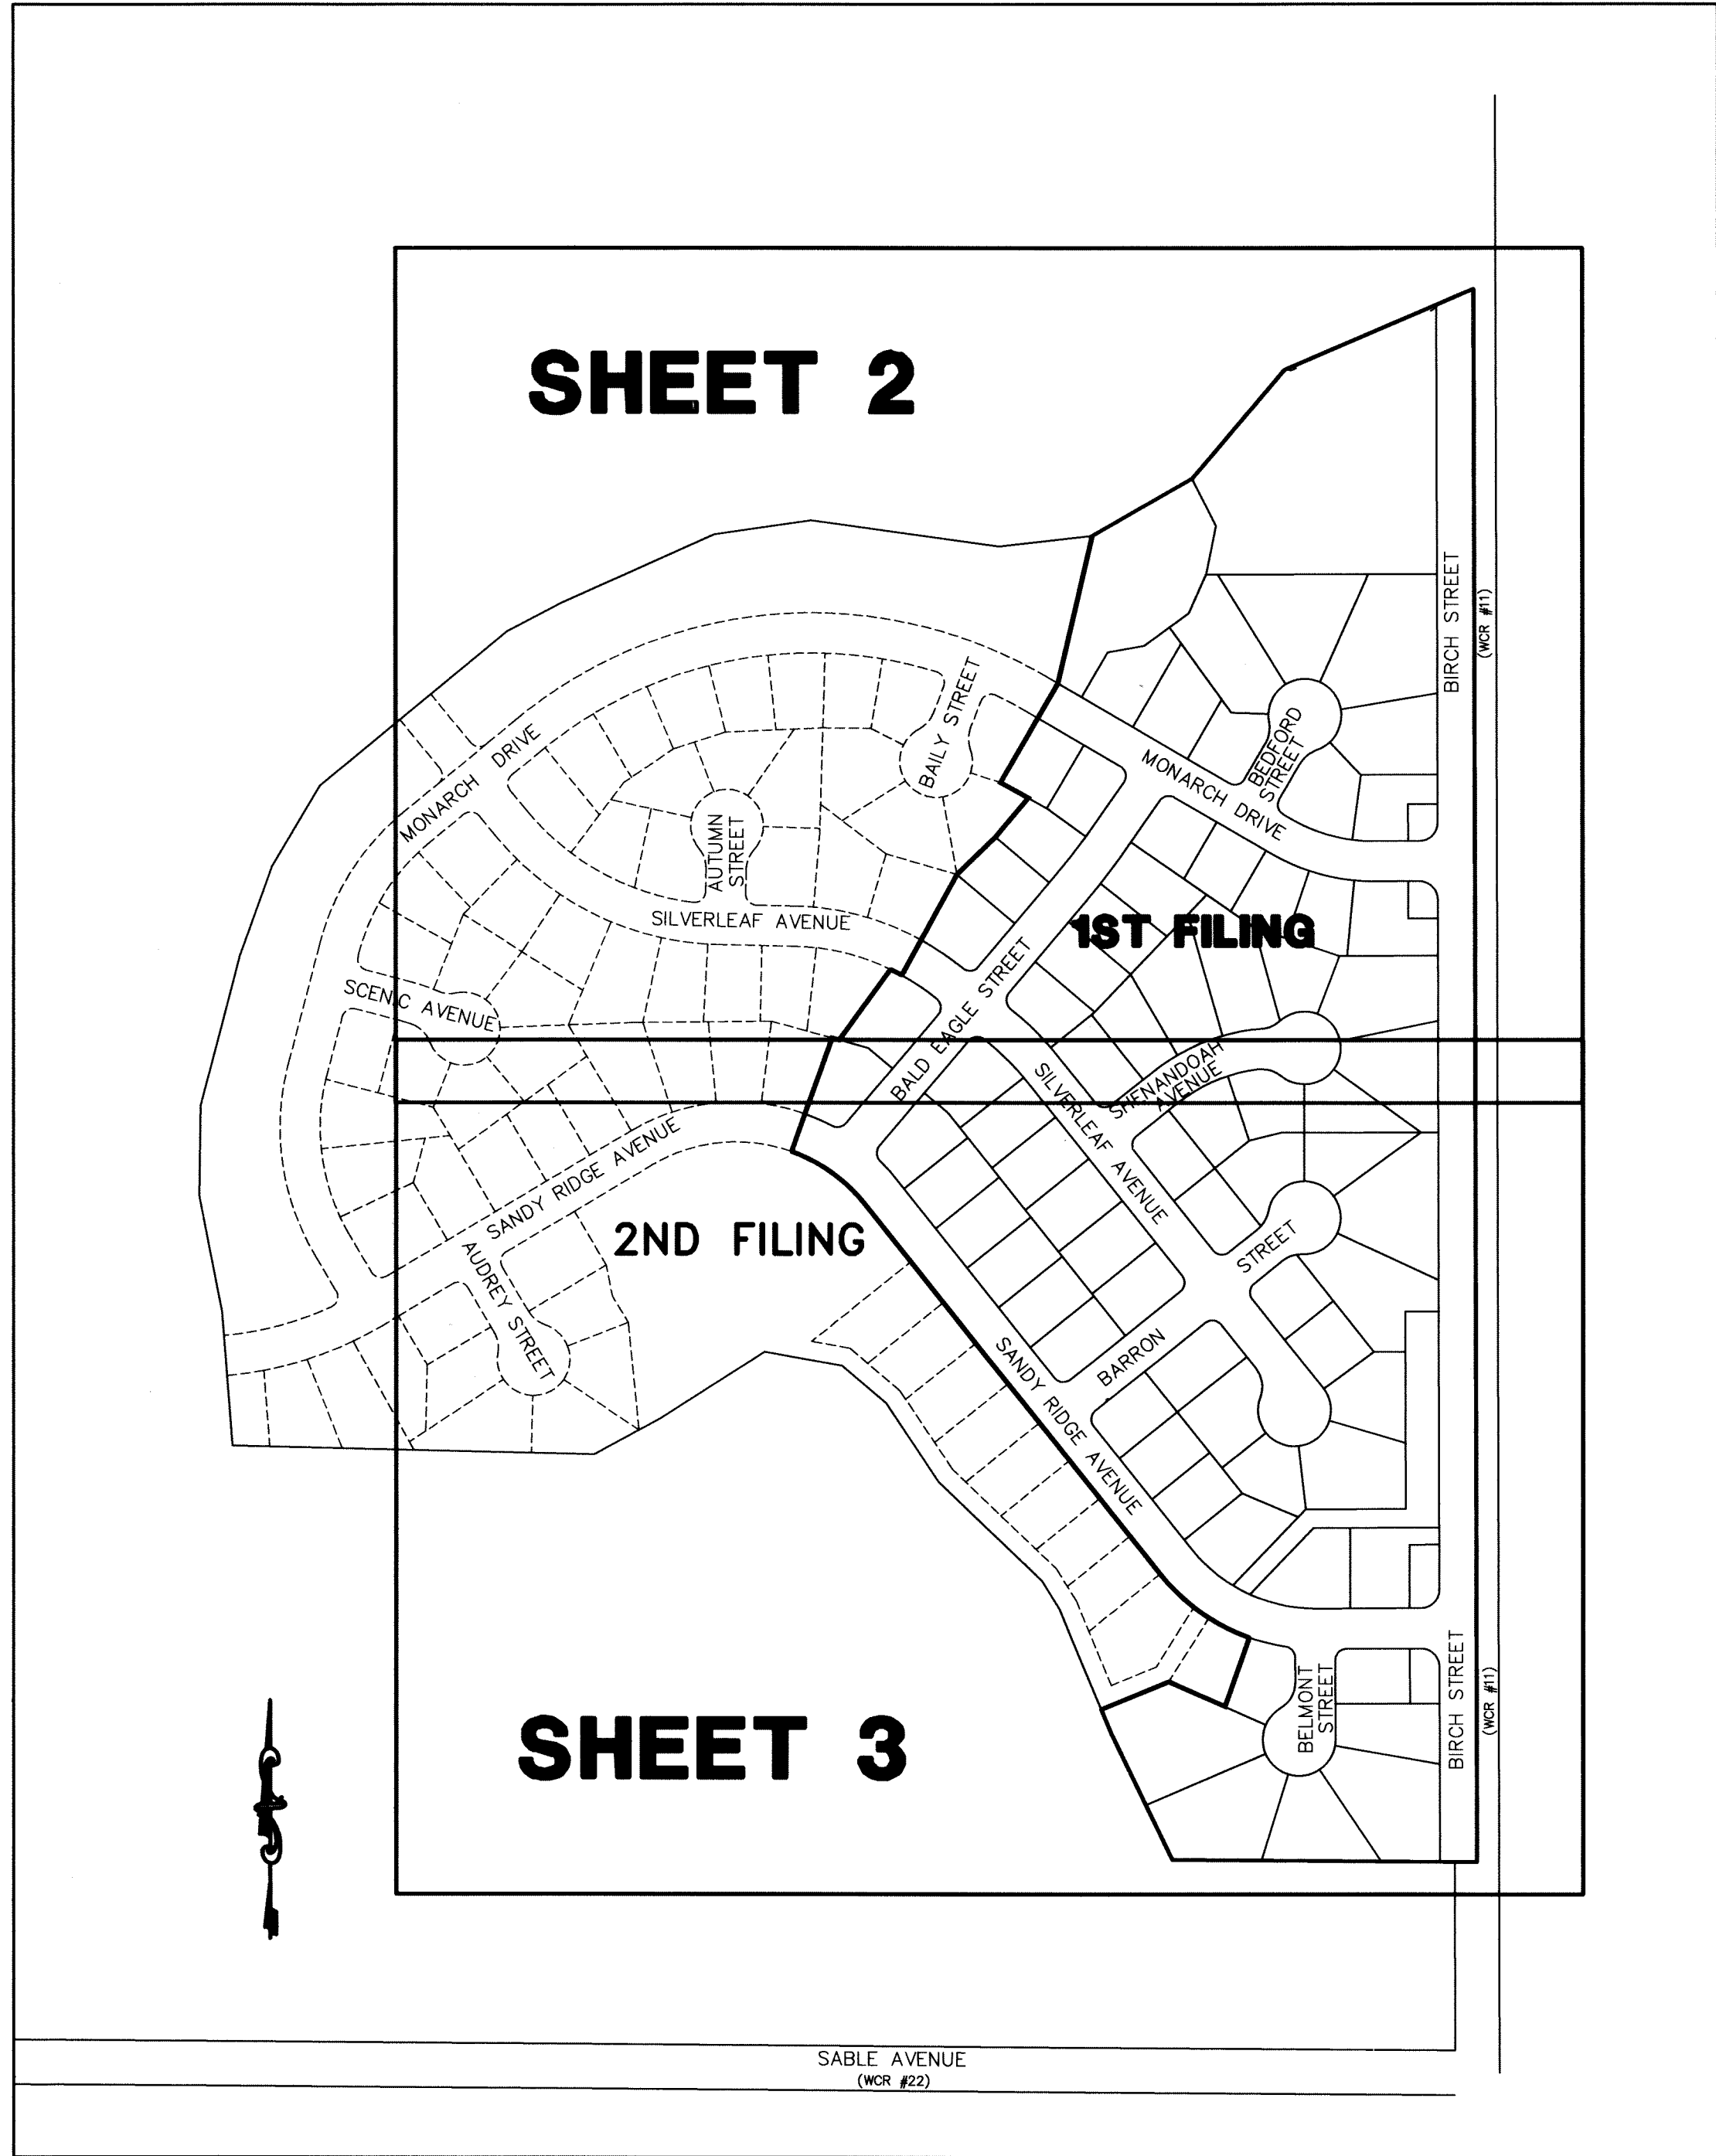 SHEET 2
BIRCH STREET
(WCR #11)
BAILY STREET
BEDFORD
STREET
MONARCH DRIVE
MONARCH DRIVE
AUTUMN
STREET
SILVERLEAF AVENUE
1ST FILING
SCENIC AVENUE
BALD EAGLE STREET
SHENANDOAH
AVENUE
SILVERLEAF AVENUE
SANDY RIDGE AVENUE
2ND FILING
AUDREY STREET
BARRON
STREET
SANDY RIDGE AVENUE
SHEET 3
BELMONT
STREET
BIRCH STREET
(WCR #11)
SABLE AVENUE
(WCR #22)